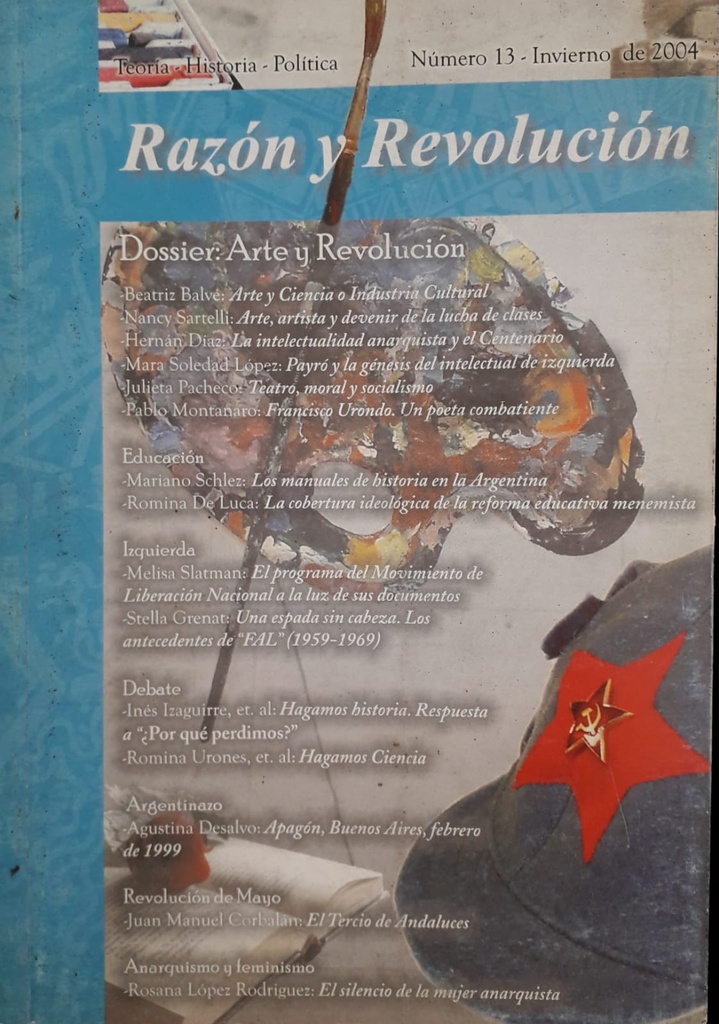 Teoría - Historia - Política
Número 13 - Invierno de 2004
Razón y Revolución
Dossier: Arte y Revolución
-Beatriz Balvé: Arte y Ciencia o Industria Cultural
-Nancy Sartelli: Arte, artista y devenir de la lucha de clases
-Hernán Díaz: La intelectualidad anarquista y el Centenario
-Mara Soledad López: Payró y la génesis del intelectual de izquierda
-Julieta Pacheco: Teatro, moral y socialismo
-Pablo Montanaro: Francisco Urondo. Un poeta combatiente
Educación
-Mariano Schlez: Los manuales de historia en la Argentina
-Romina De Luca: La cobertura ideológica de la reforma educativa menemista
Izquierda
-Melisa Slatman: El programa del Movimiento de
Liberación Nacional a la luz de sus documentos
-Stella Grenat: Una espada sin cabeza. Los
antecedentes de "FAL" (1959-1969)
Debate
-Inés Izaguirre, et. al: Hagamos historia. Respuesta
a "¿Por qué perdimos?"
-Romina Urones, et. al: Hagamos Ciencia
Argentinazo
-Agustina Desalvo: Apagón, Buenos Aires, febrero
de 1999
Revolución de Mayo
-Juan Manuel Corbalán: El Tercio de Andaluces
Anarquismo y feminismo
-Rosana López Rodriguez: El silencio de la mujer anarquista